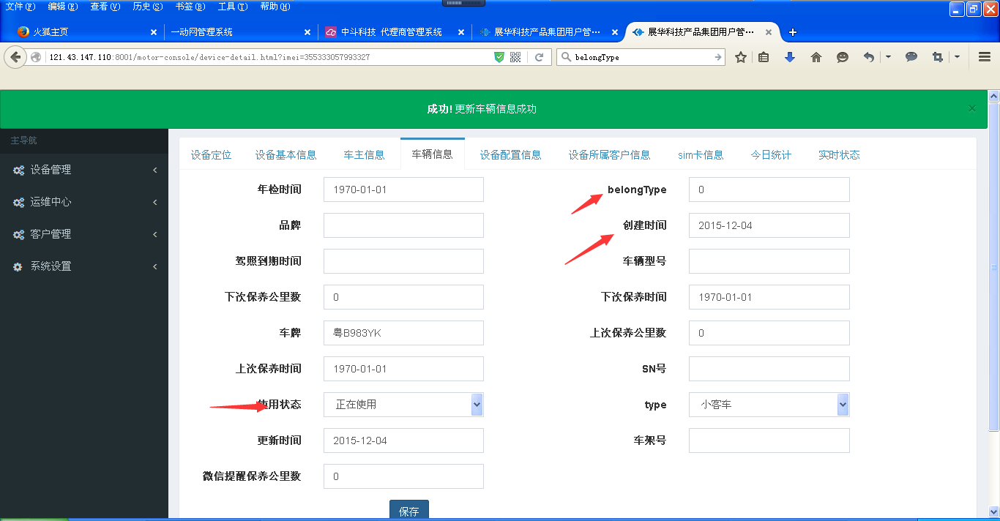 文件(F) 编辑(E) 查看(V) 历史(S) 书签(B) 工具(T) 帮助(H)
火狐主页 一动网管理系统 中斗科技 代理商管理系统 展华科技产品集团用户管… 展华科技产品集团用户管…
121.43.147.110:8001/motor-console/device-detail.html?imei=355333057993327 belongType
成功! 更新车辆信息成功 ×
主导航
设备管理
运维中心
客户管理
系统设置
设备定位 设备基本信息 车主信息 车辆信息 设备配置信息 设备所属客户信息 sim卡信息 今日统计 实时状态
年检时间 1970-01-01 belongType 0
品牌 创建时间 2015-12-04
驾照到期时间 车辆型号
下次保养公里数 0 下次保养时间 1970-01-01
车牌 粤B983YK 上次保养公里数 0
上次保养时间 1970-01-01 SN号
使用状态 正在使用 type 小客车
更新时间 2015-12-04 车架号
微信提醒保养公里数 0
保存